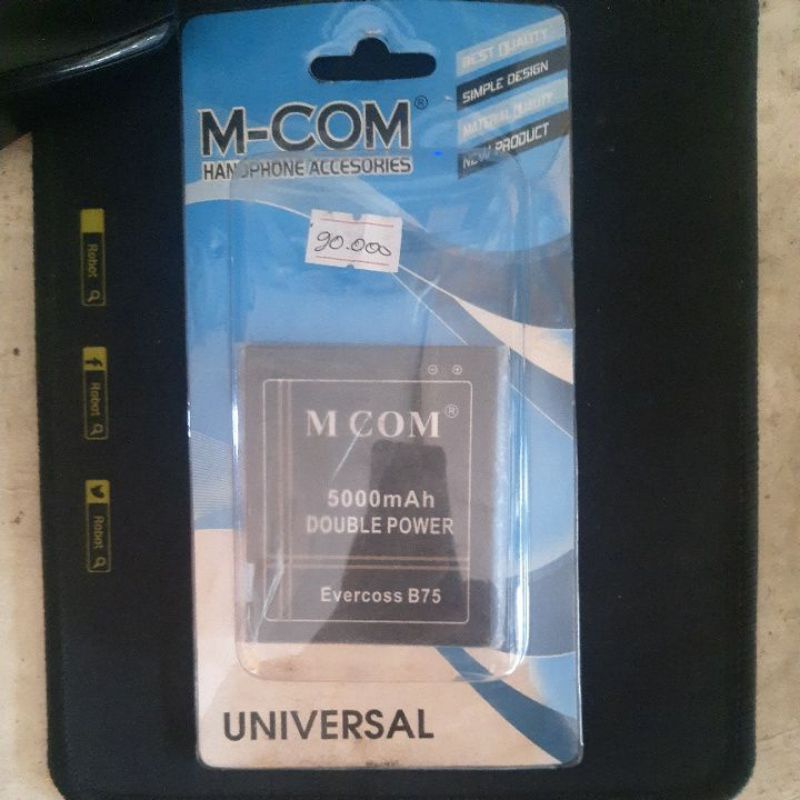 BEST QUALITY
SIMPLE DESIGN
MATERIAL QUALITY
NEW PRODUCT
M-COM®
HANDPHONE ACCESORIES
90.000
Robot
Robot
Robot
M COM®
5000mAh
DOUBLE POWER
Evercoss B75
UNIVERSAL